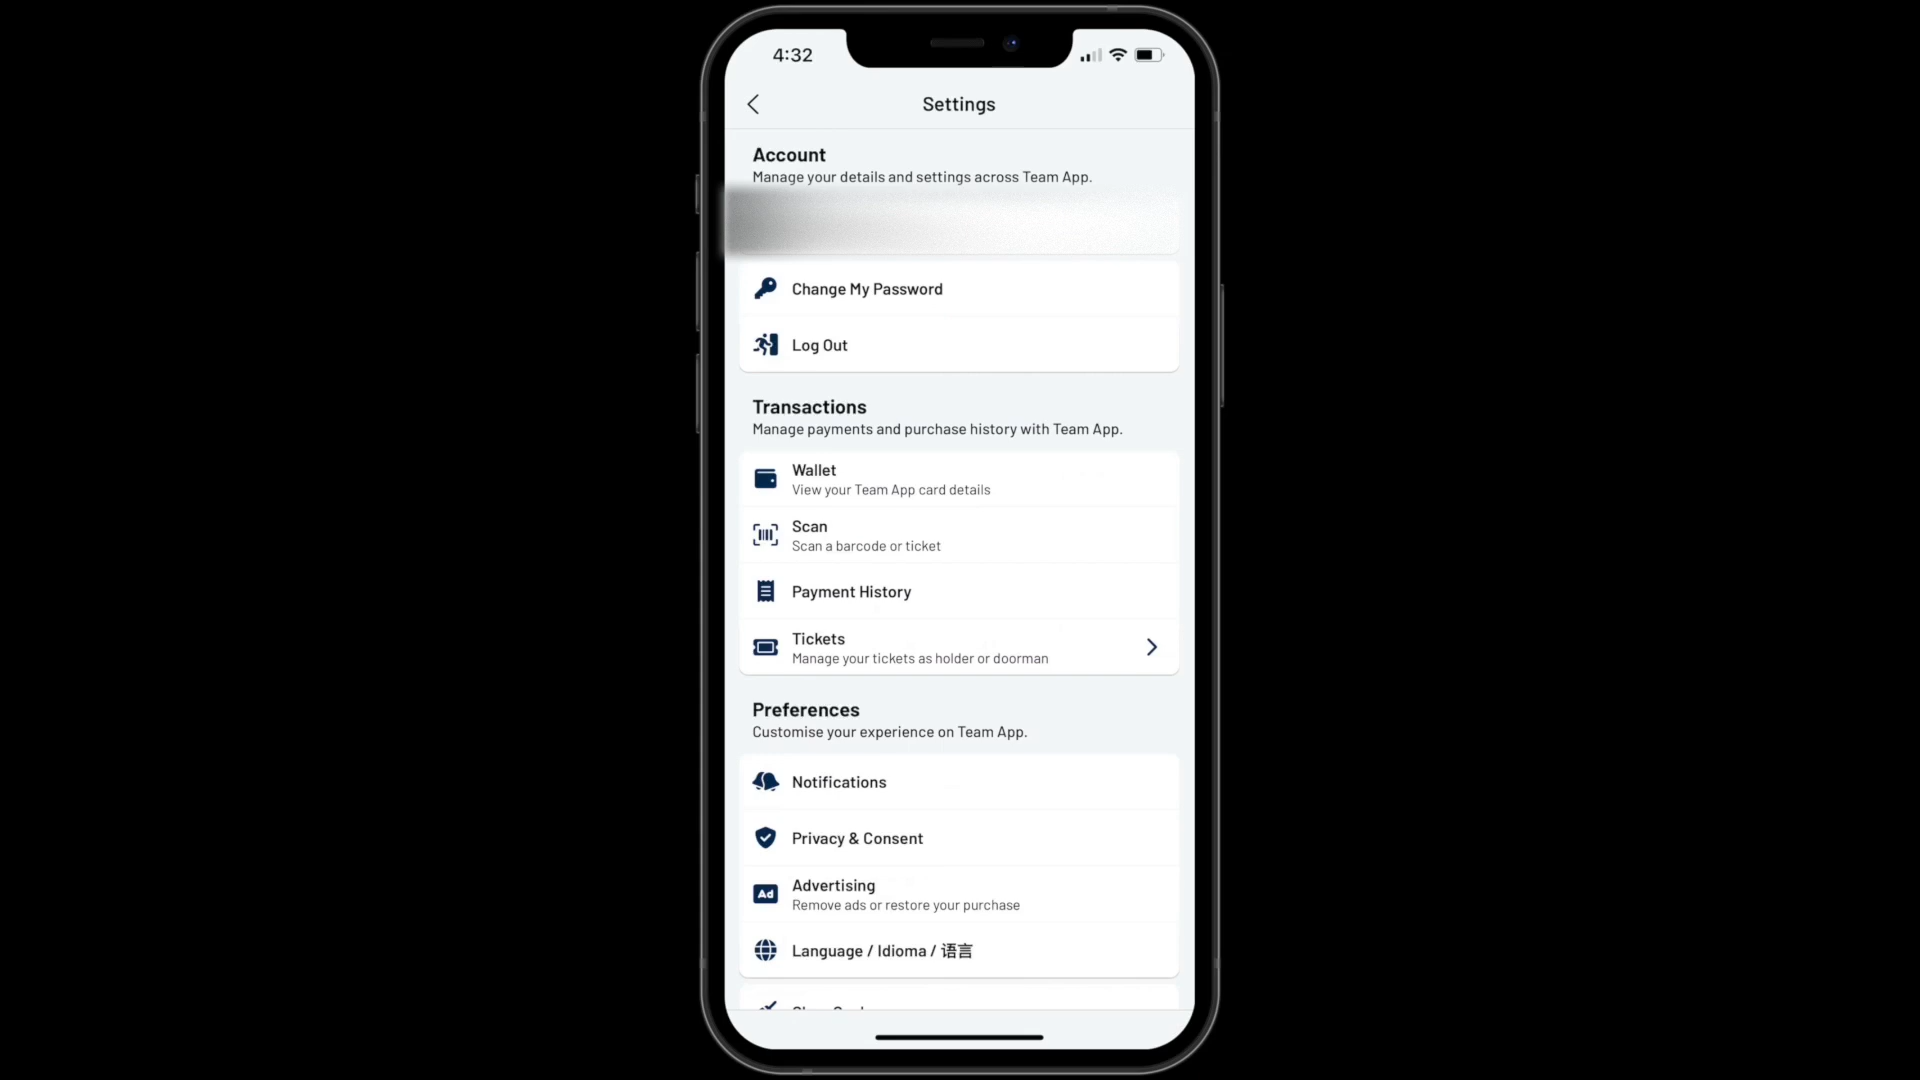 4:32
Settings
Account
Manage your details and settings across Team App.
Change My Password
Log Out
Transactions
Manage payments and purchase history with Team App.
Wallet
View your Team App card details
Scan
Scan a barcode or ticket
Payment History
Tickets
Manage your tickets as holder or doorman
Preferences
Customise your experience on Team App.
Notifications
Privacy & Consent
Ad
Advertising
Remove ads or restore your purchase
Language / Idioma / 语言